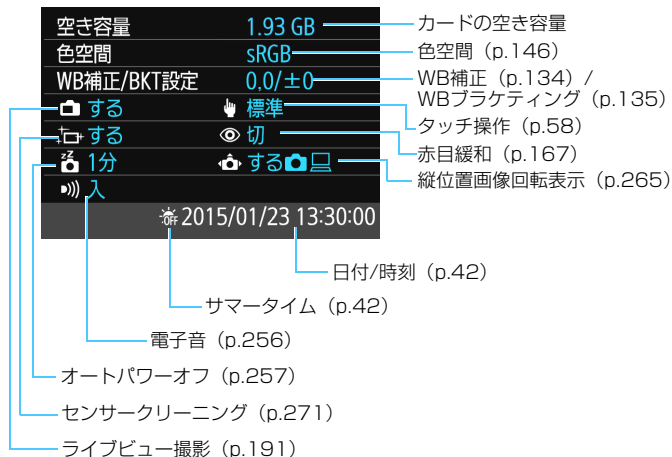 空き容量 1.93 GB
色空間 sRGB
WB補正/BKT設定 0,0/±0
する 標準
する 切
1分 する
入
OFF 2015/01/23 13:30:00
カードの空き容量
色空間（p.146）
WB補正（p.134）/
WBブラケティング（p.135）
タッチ操作（p.58）
赤目緩和（p.167）
縦位置画像回転表示（p.265）
日付/時刻（p.42）
サマータイム（p.42）
電子音（p.256）
オートパワーオフ（p.257）
センサークリーニング（p.271）
ライブビュー撮影（p.191）